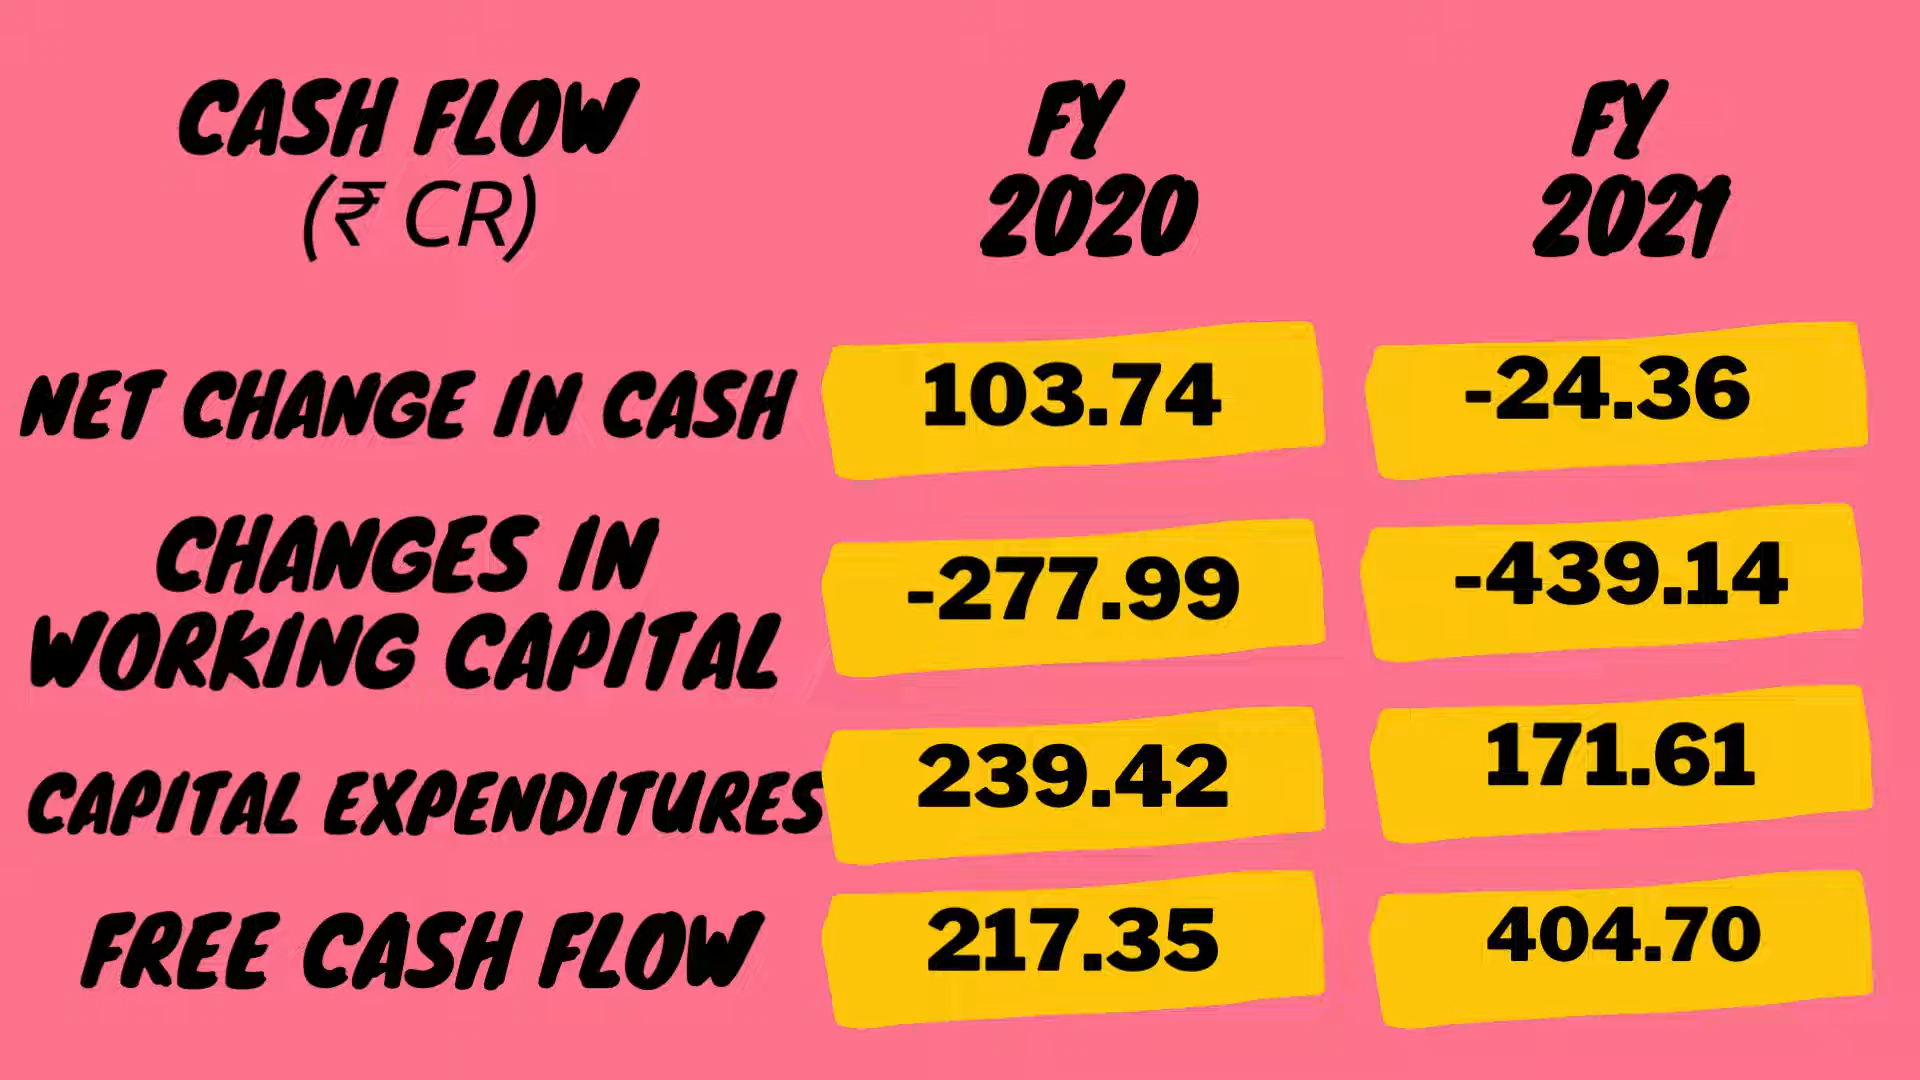 CASH FLOW
(₹ CR)
FY
2020
FY
2021
NET CHANGE IN CASH
103.74
-24.36
CHANGES IN
WORKING CAPITAL
-277.99
-439.14
CAPITAL EXPENDITURES
239.42
171.61
FREE CASH FLOW
217.35
404.70